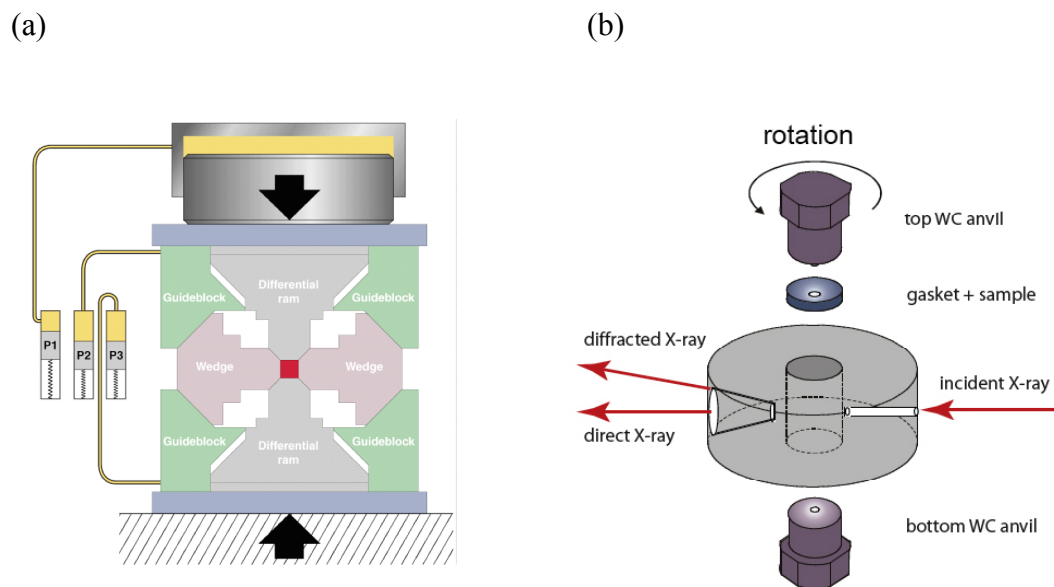 (a)
(b)
Differential
ram
Guideblock
Guideblock
P1
P2
P3
Wedge
Wedge
Guideblock
Guideblock
Differential
ram
rotation
top WC anvil
gasket + sample
diffracted X-ray
incident X-ray
direct X-ray
bottom WC anvil